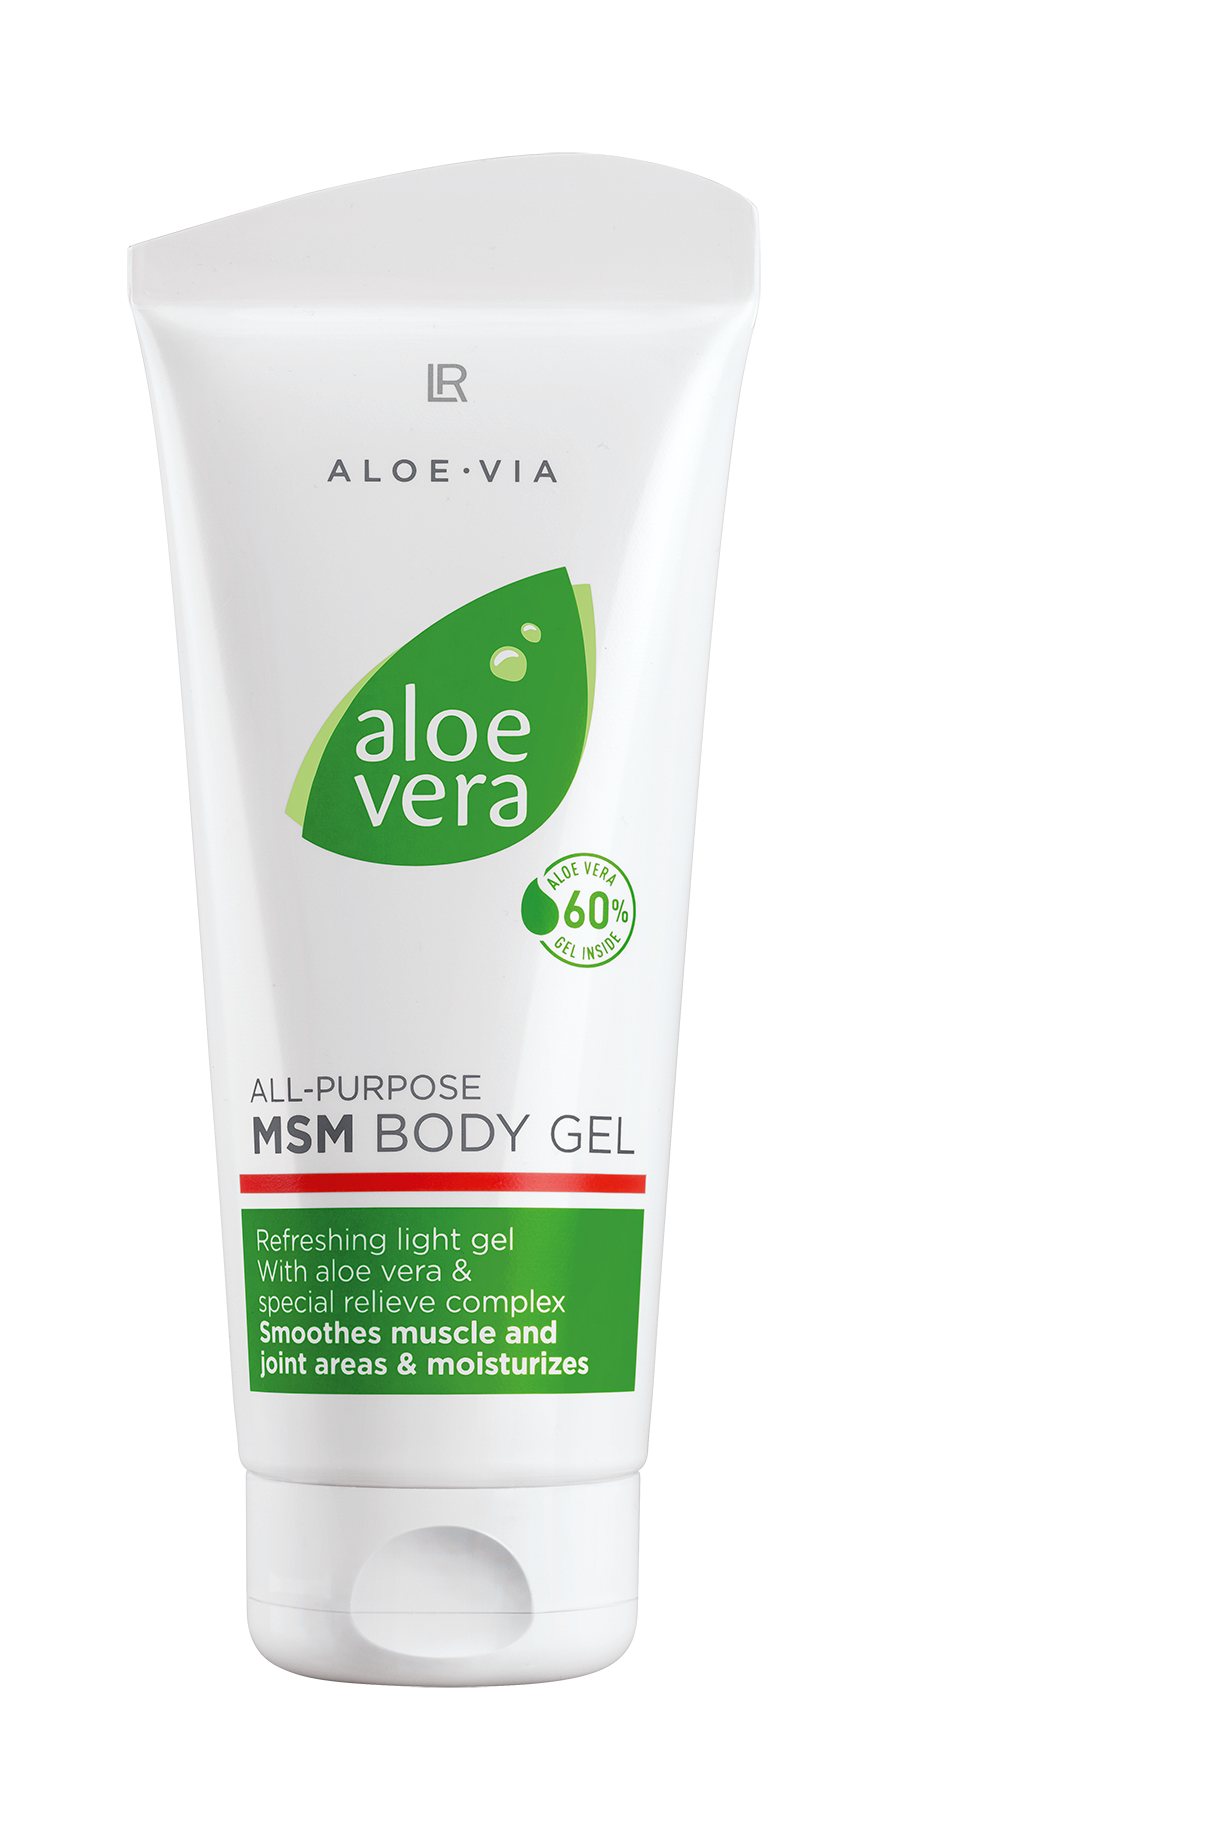 LR
ALOE•VIA
aloe
vera
ALOE VERA
60%
GEL INSIDE
ALL-PURPOSE
MSM BODY GEL
Refreshing light gel
With aloe vera &
special relieve complex
Smoothes muscle and
joint areas & moisturizes